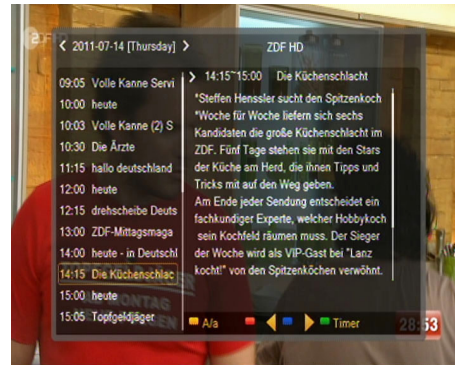 ZDF
< 2011-07-14 [Thursday] >
ZDF HD
09:05 Volle Kanne Servi
10:00 heute
10:03 Volle Kanne (2) S
10:30 Die Ärzte
11:15 hallo deutschland
12:00 heute
12:15 drehscheibe Deuts
13:00 ZDF-Mittagsmaga
14:00 heute - in Deutschl
14:15 Die Küchenschlac
15:00 heute
15:05 Topfgeldjäger
> 14:15~15:00 Die Küchenschlacht
*Steffen Henssler sucht den Spitzenkoch
*Woche für Woche liefern sich sechs
Kandidaten die große Küchenschlacht im
ZDF. Fünf Tage stehen sie mit den Stars
der Küche am Herd, die ihnen Tipps und
Tricks mit auf den Weg geben.
Am Ende jeder Sendung entscheidet ein
fachkundiger Experte, welcher Hobbykoch
sein Kochfeld räumen muss. Der Sieger
der Woche wird als VIP-Gast bei "Lanz
kocht!" von den Spitzenköchen verwöhnt.
MONTAG
A/a
Timer
28:53